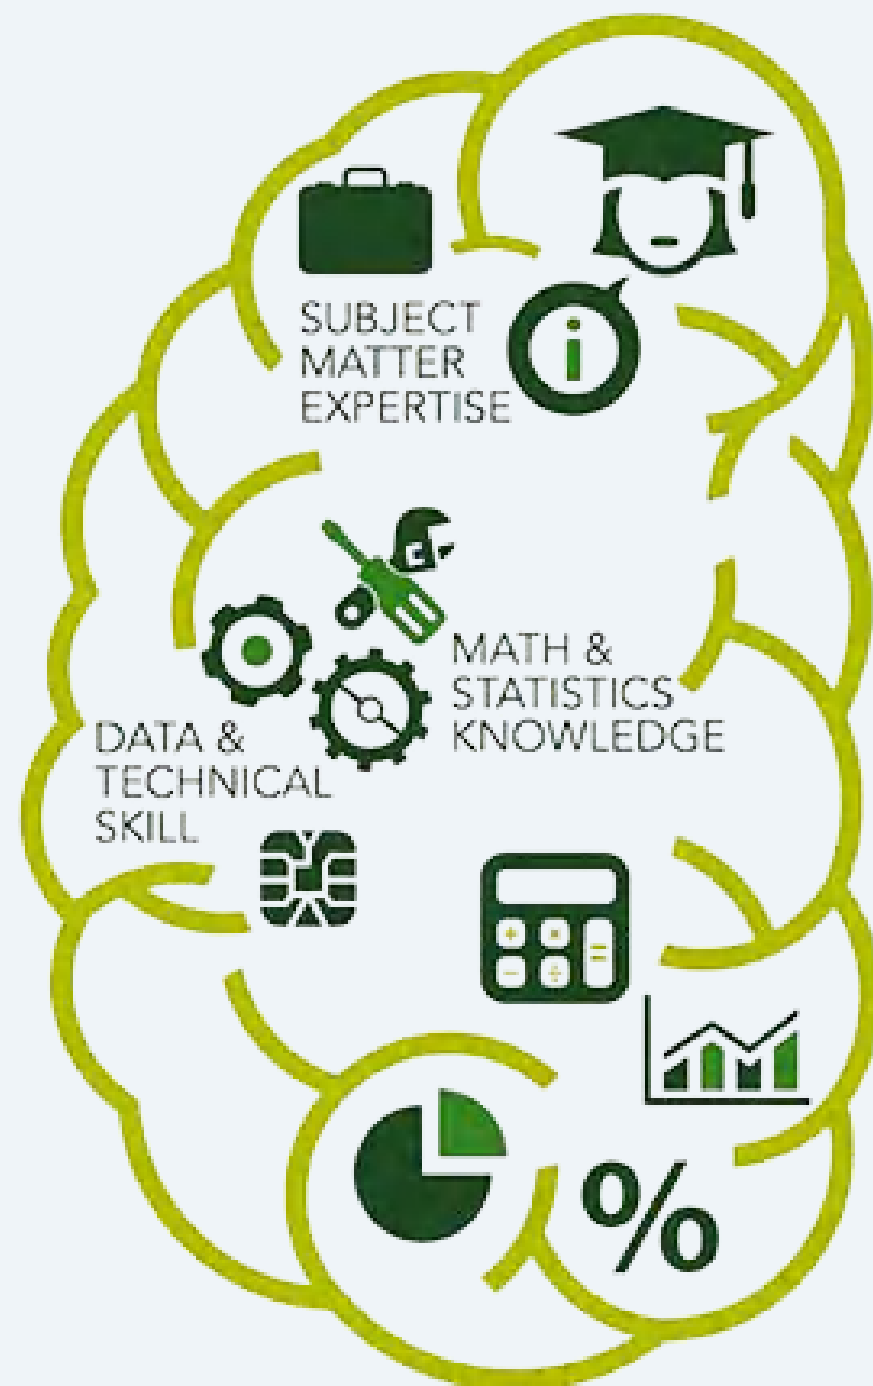 SUBJECT
MATTER
EXPERTISE
i
MATH &
STATISTICS
KNOWLEDGE
DATA &
TECHNICAL
SKILL
+ × =
− ÷
%